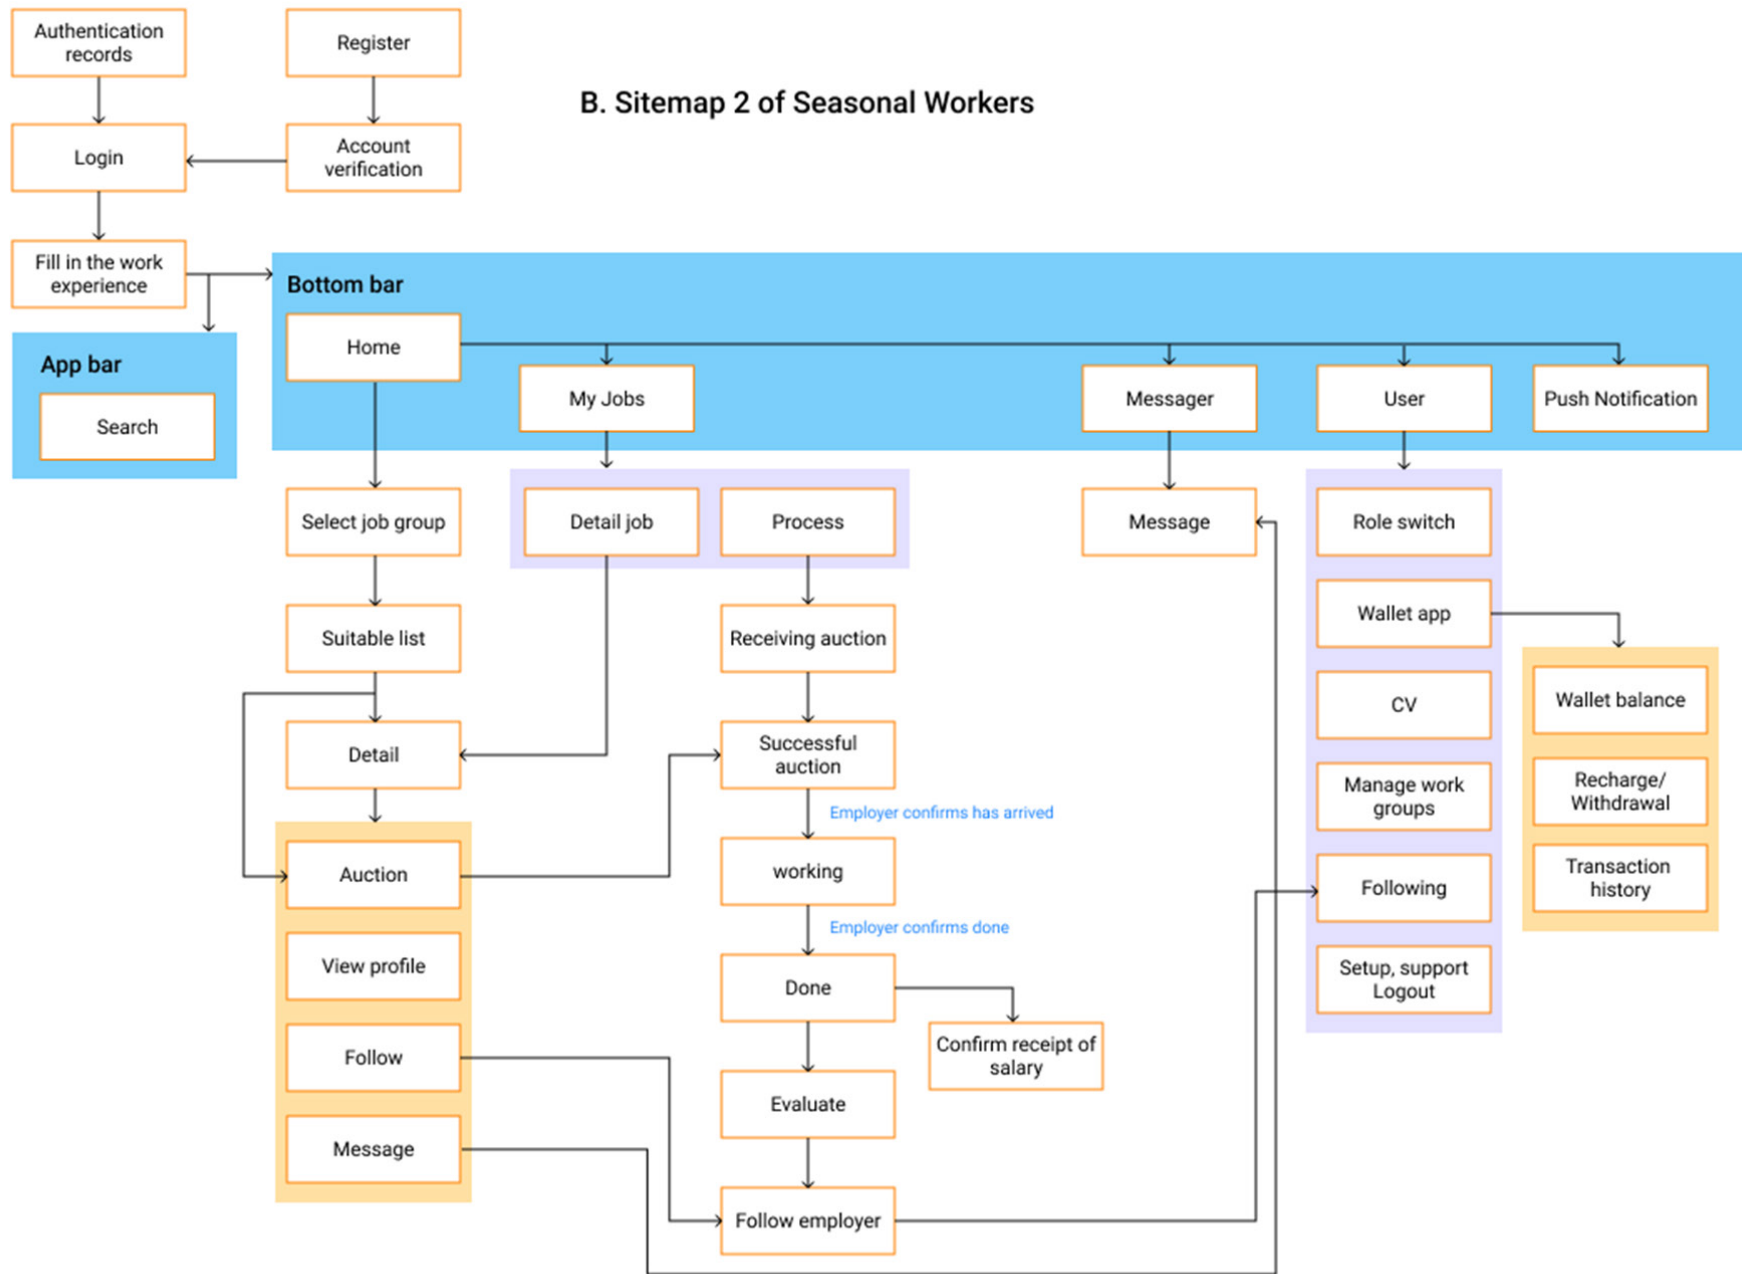 Authentication
records
Register
B. Sitemap 2 of Seasonal Workers
Login
Account
verification
Fill in the work
experience
Bottom bar
Home
App bar
Search
My Jobs
Messager
User
Push Notification
Select job group
Detail job
Process
Message
Role switch
Suitable list
Receiving auction
Wallet app
Detail
Successful
auction
CV
Wallet balance
Employer confirms has arrived
Manage work
groups
Recharge/
Withdrawal
Auction
working
Following
Transaction
history
Employer confirms done
View profile
Done
Setup, support
Logout
Follow
Confirm receipt of
salary
Evaluate
Message
Follow employer